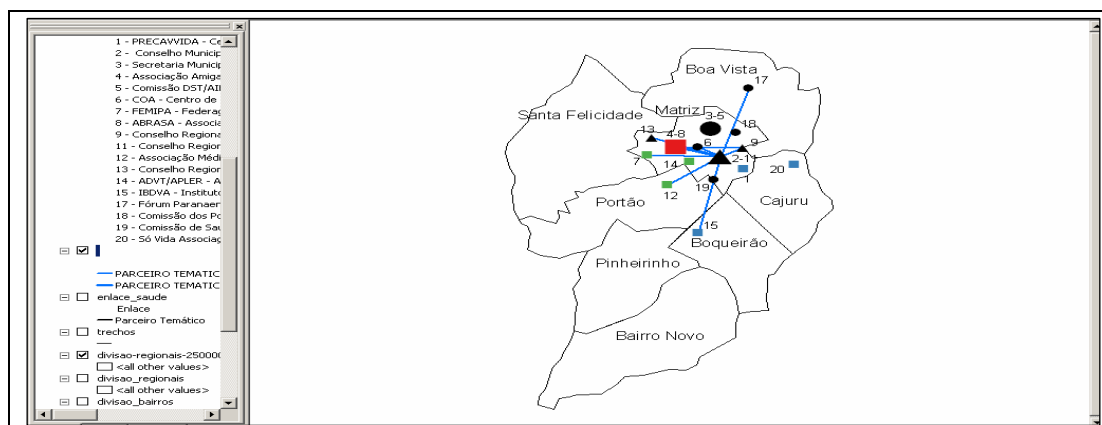 1 - PRECAVVIDA - Ce
2 - Conselho Municip
3 - Secretaria Municip
4 - Associação Amiga
5 - Comissão DST/AI
6 - COA - Centro de
7 - FEMIPA - Federaç
8 - ABRASA - Associa
9 - Conselho Regiona
11 - Conselho Region
12 - Associação Médi
13 - Conselho Region
14 - ADVT/APLER - A
15 - IBDVA - Institut
17 - Fórum Paranaen
18 - Comissão dos Po
19 - Comissão de Sau
20 - Só Vida Associaç
PARCEIRO TEMATIC
PARCEIRO TEMATIC
enlace_saude
Enlace
Parceiro Temático
trechos
divisao-regionais-25000
<all other values>
divisao_regionais
<all other values>
divisao_bairros
Boa Vista
17
Santa Felicidade
Matriz
3-5
13
4-8
18
6
9
7
14
2-11
1
20
12
19
Portão
Cajuru
15
Boqueirão
Pinheirinho
Bairro Novo